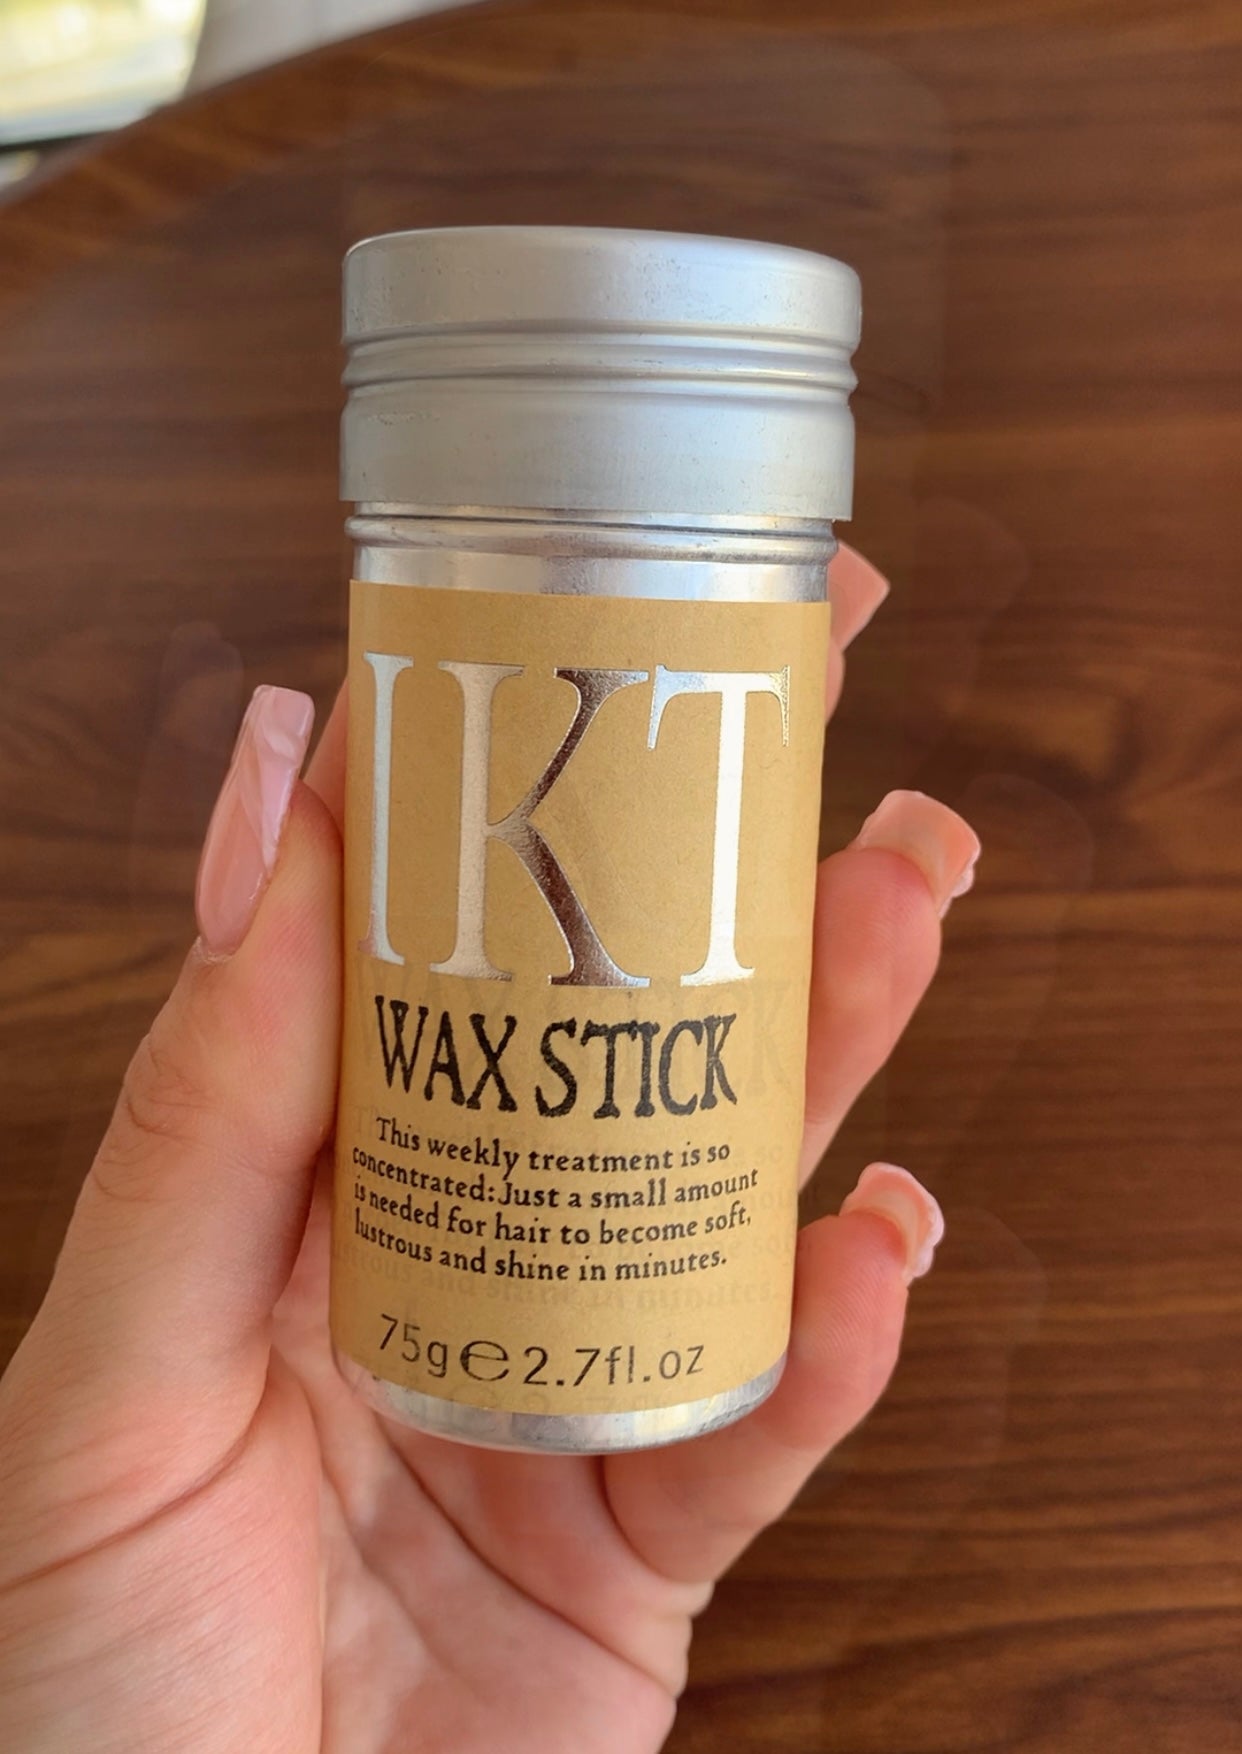 IKT
WAX STICK
This weekly treatment is so
concentrated: Just a small amount
is needed for hair to become soft,
lustrous and shine in minutes.
75g℮2.7fl.oz